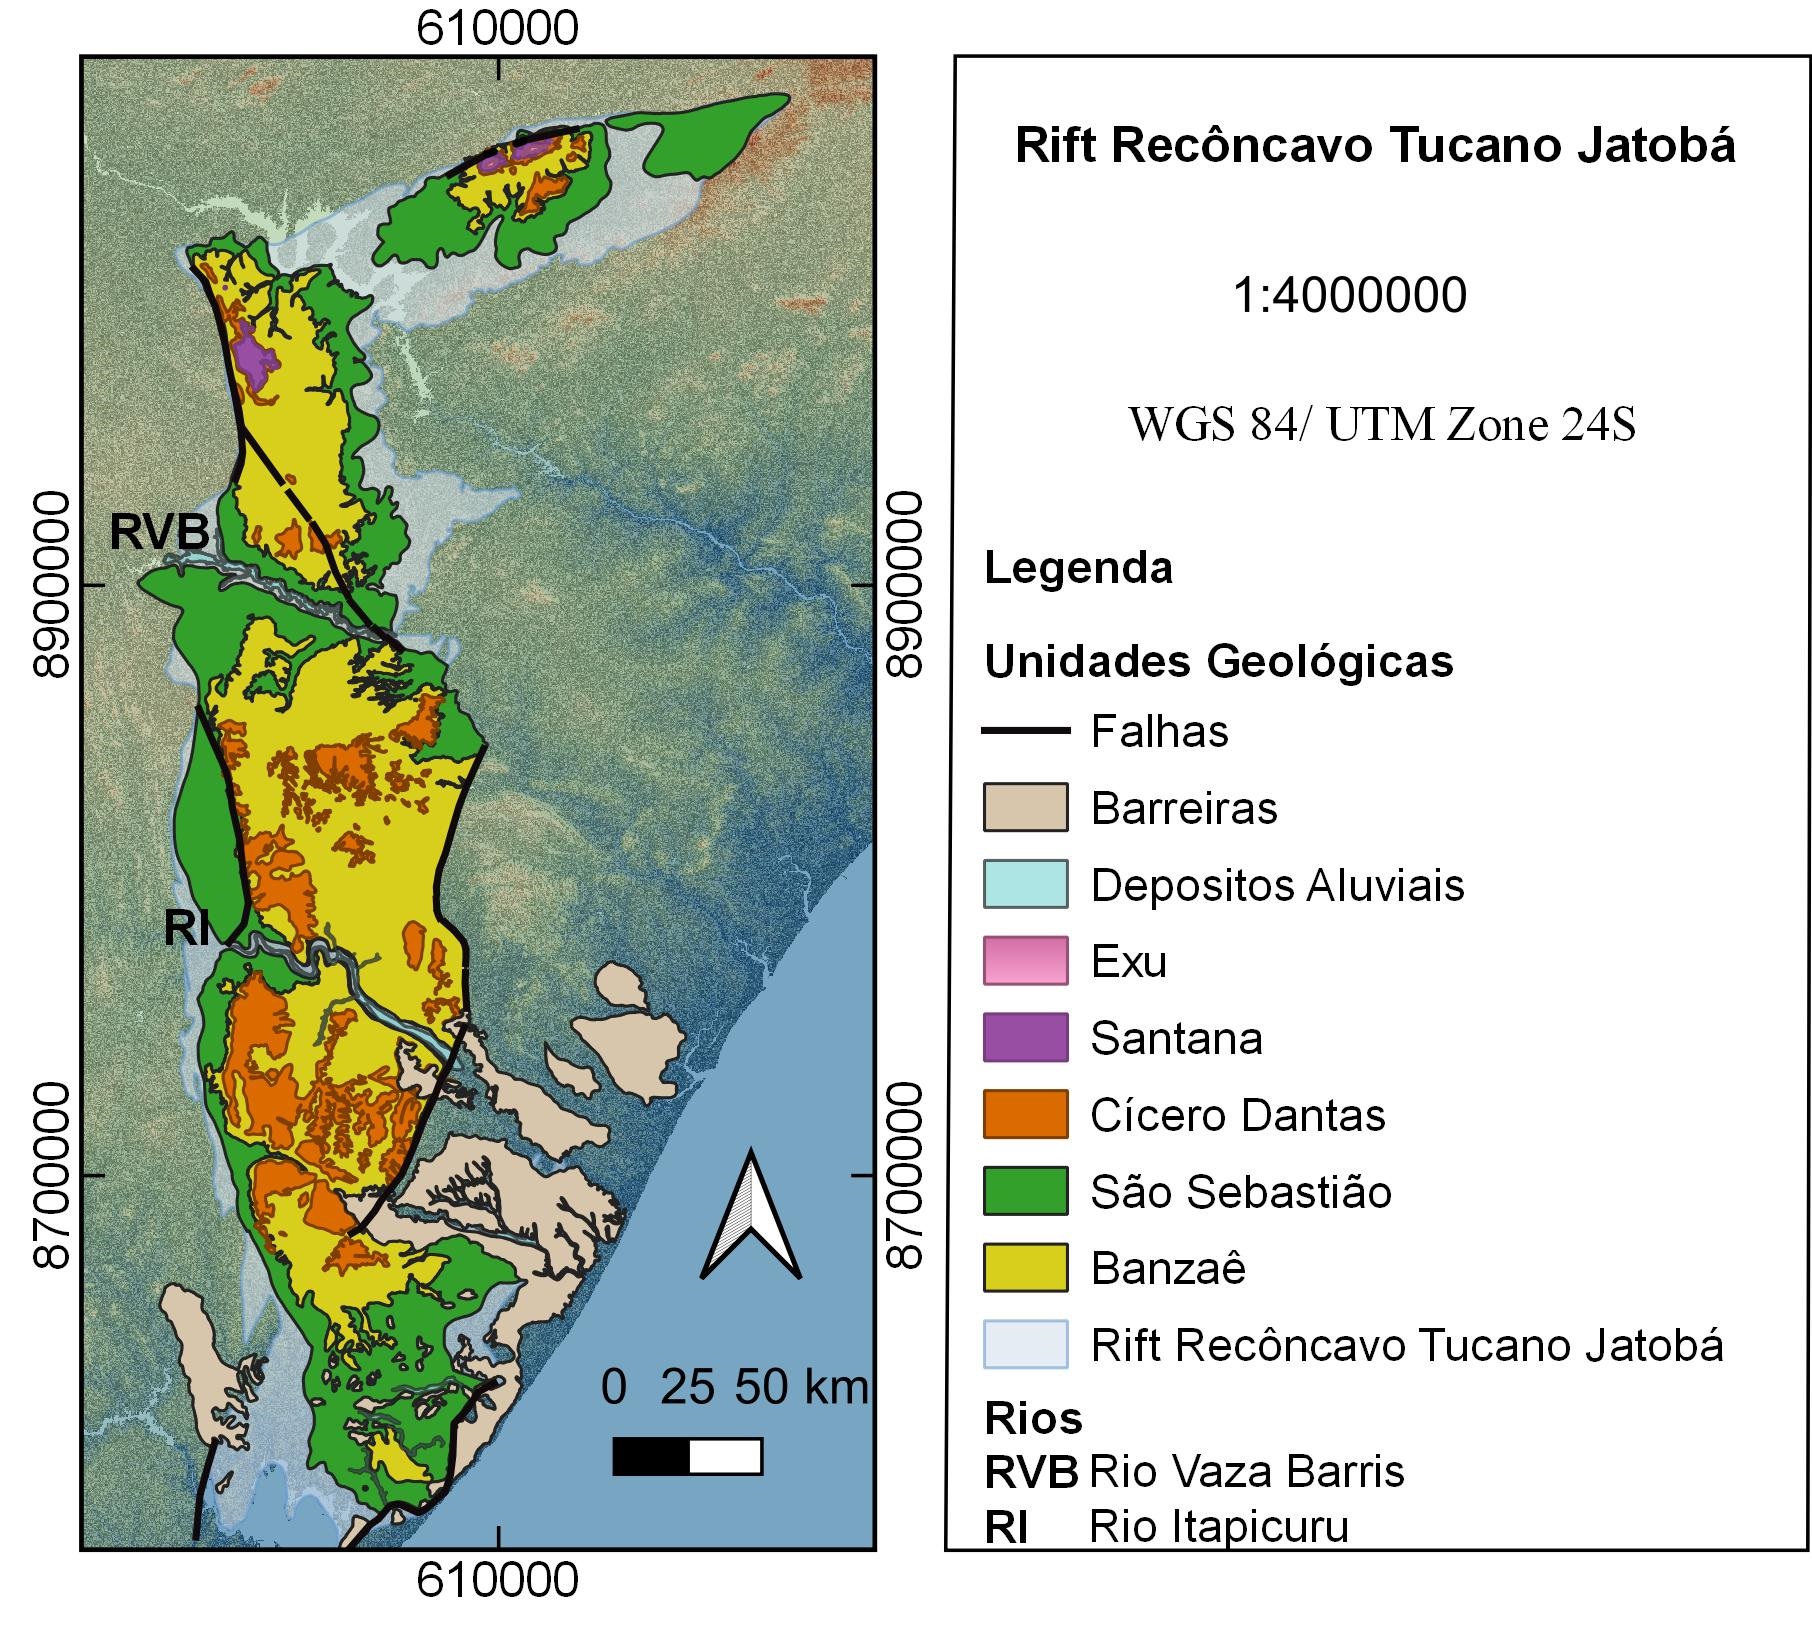 610000
Rift Recôncavo Tucano Jatobá
1:4000000
WGS 84/ UTM Zone 24S
8900000
RVB
8900000
RI
8700000
8700000
0 25 50 km
610000
Legenda
Unidades Geológicas
Falhas
Barreiras
Depositos Aluviais
Exu
Santana
Cícero Dantas
São Sebastião
Banzaê
Rift Recôncavo Tucano Jatobá
Rios
RVB Rio Vaza Barris
RI Rio Itapicuru